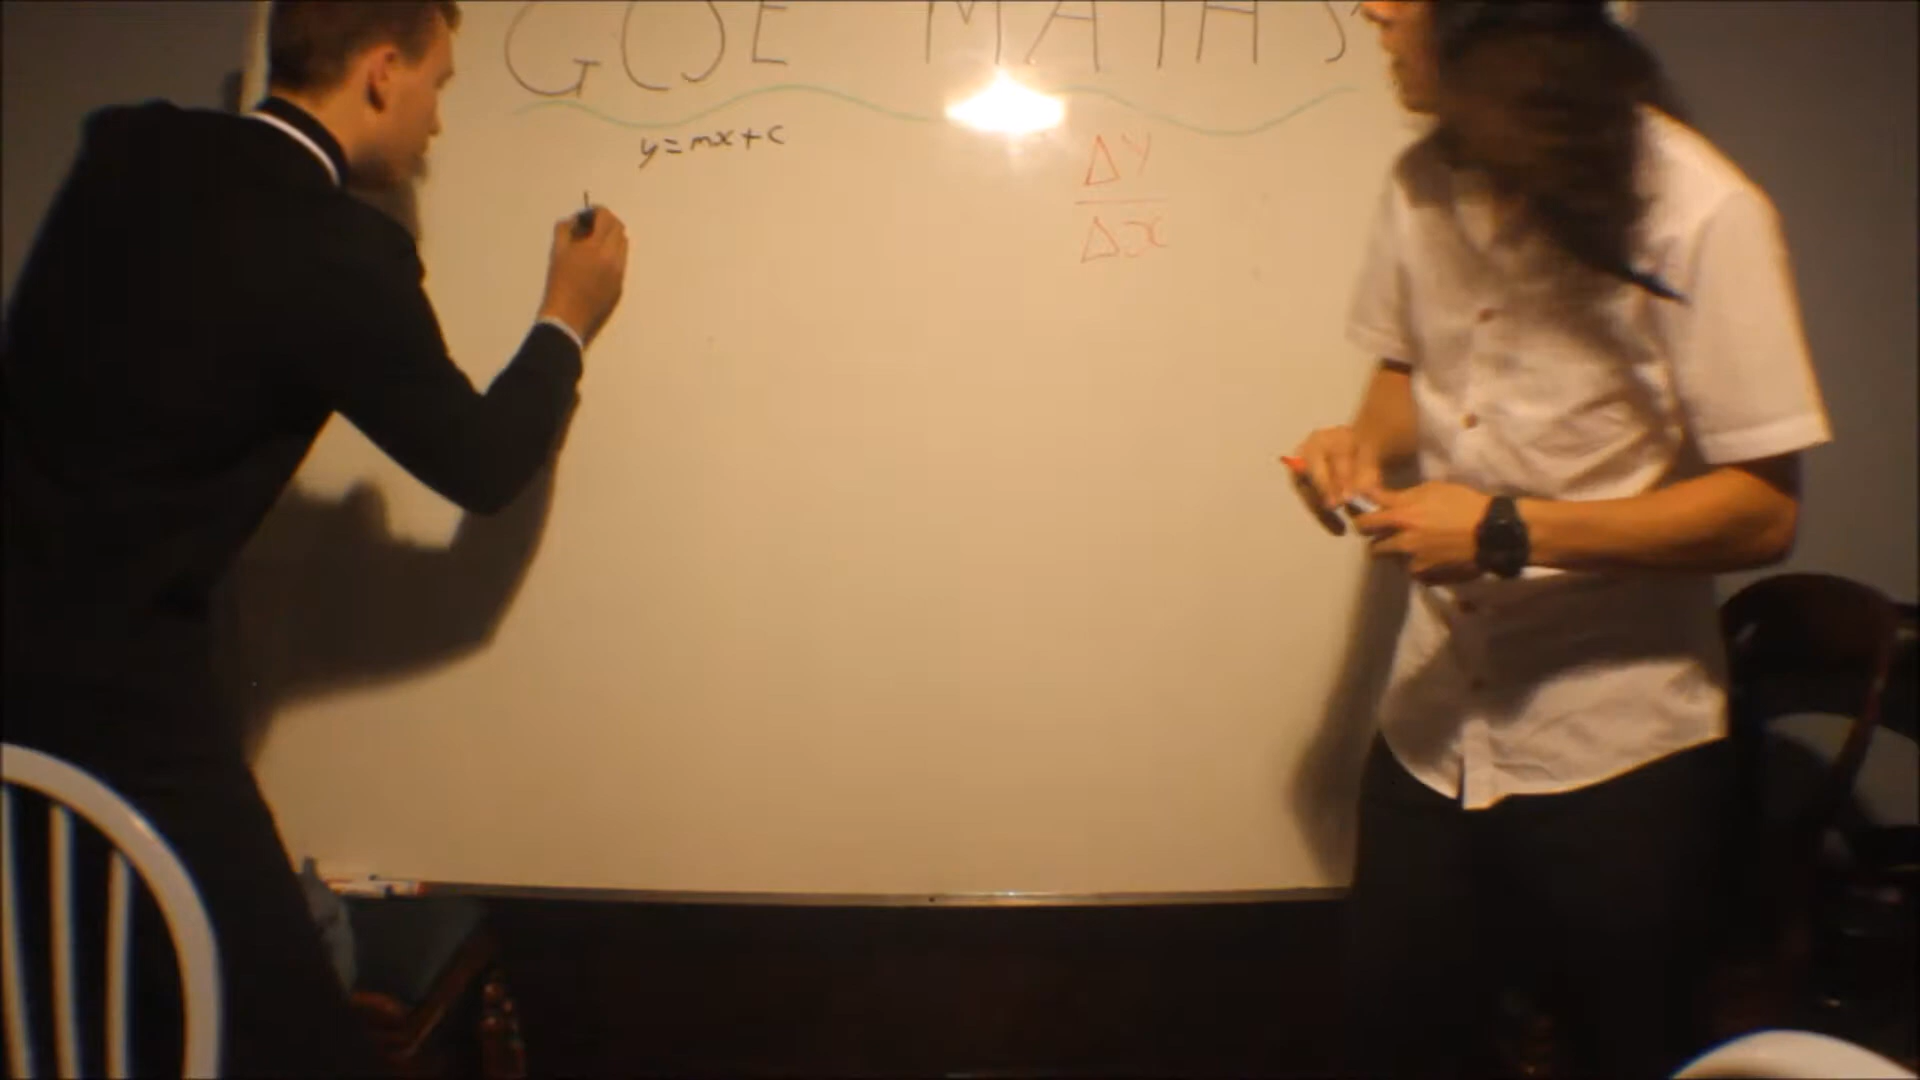 GCSE MATHS
y=mx+c
Δy
Δx